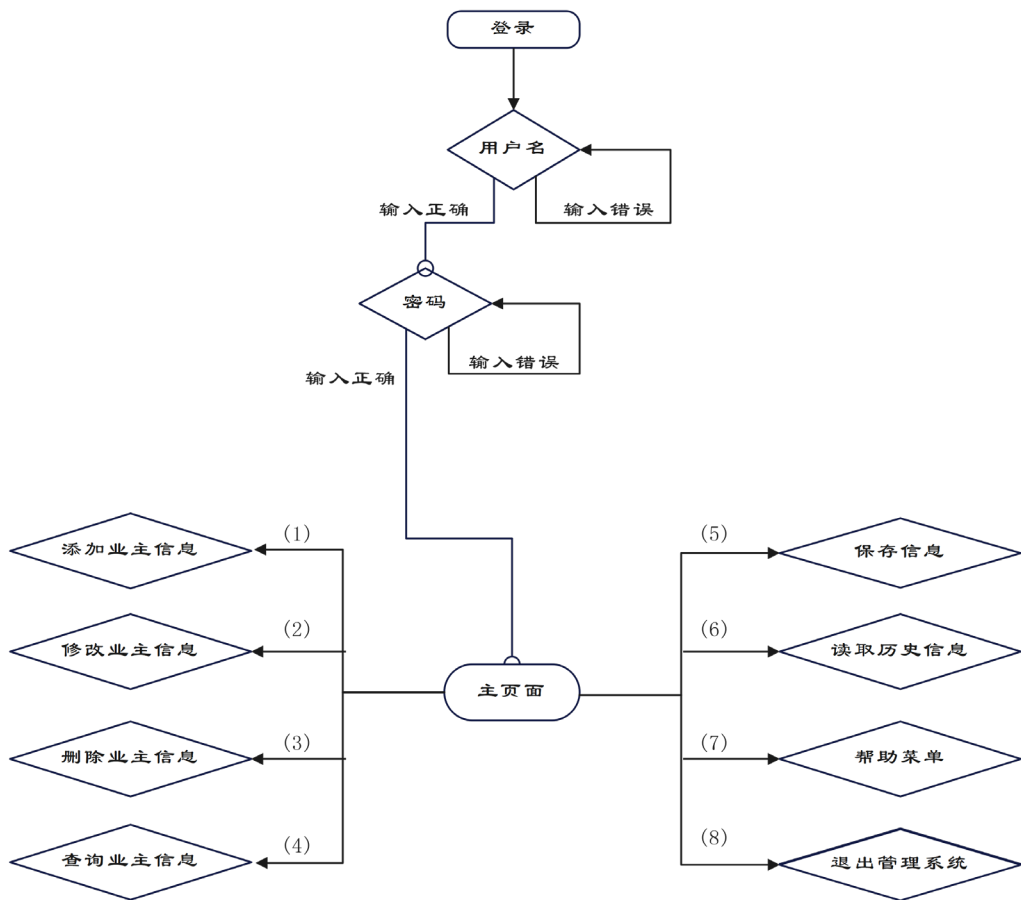 登录
用户名
输入正确
输入错误
密码
输入错误
输入正确
(1)
添加业主信息
(2)
修改业主信息
(3)
删除业主信息
(4)
查询业主信息
主页面
(5)
保存信息
(6)
读取历史信息
(7)
帮助菜单
(8)
退出管理系统